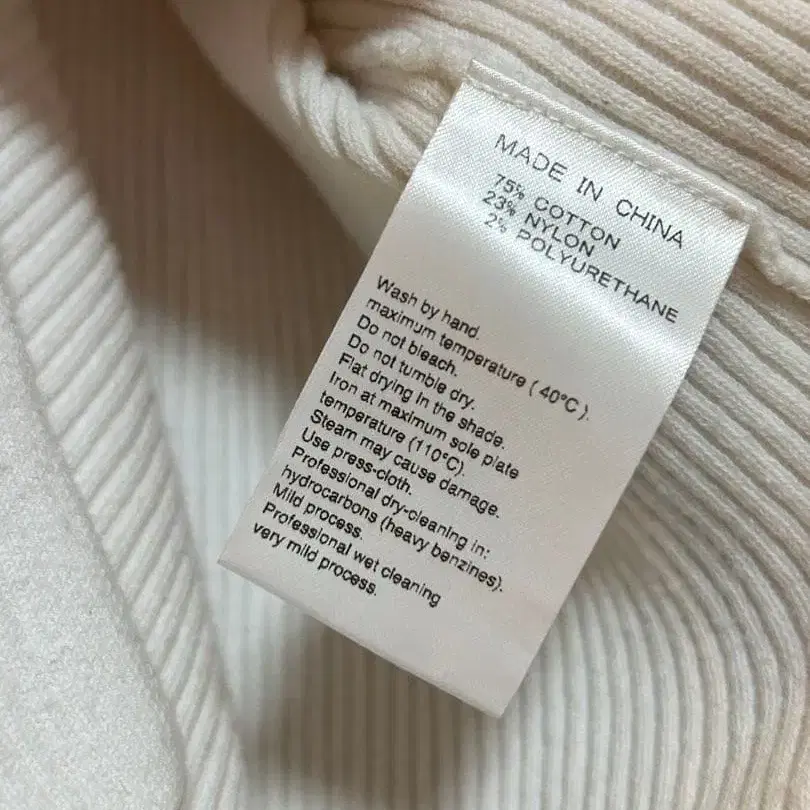 MADE IN CHINA
75% COTTON
23% NYLON
2% POLYURETHANE
Wash by hand.
maximum temperature ( 40°C ).
Do not bleach.
Do not tumble dry.
Flat drying in the shade.
Iron at maximum sole plate
temperature (110°C).
Steam may cause damage.
Use press-cloth.
Professional dry-cleaning in:
hydrocarbons (heavy benzines).
Mild process.
Professional wet cleaning
very mild process.